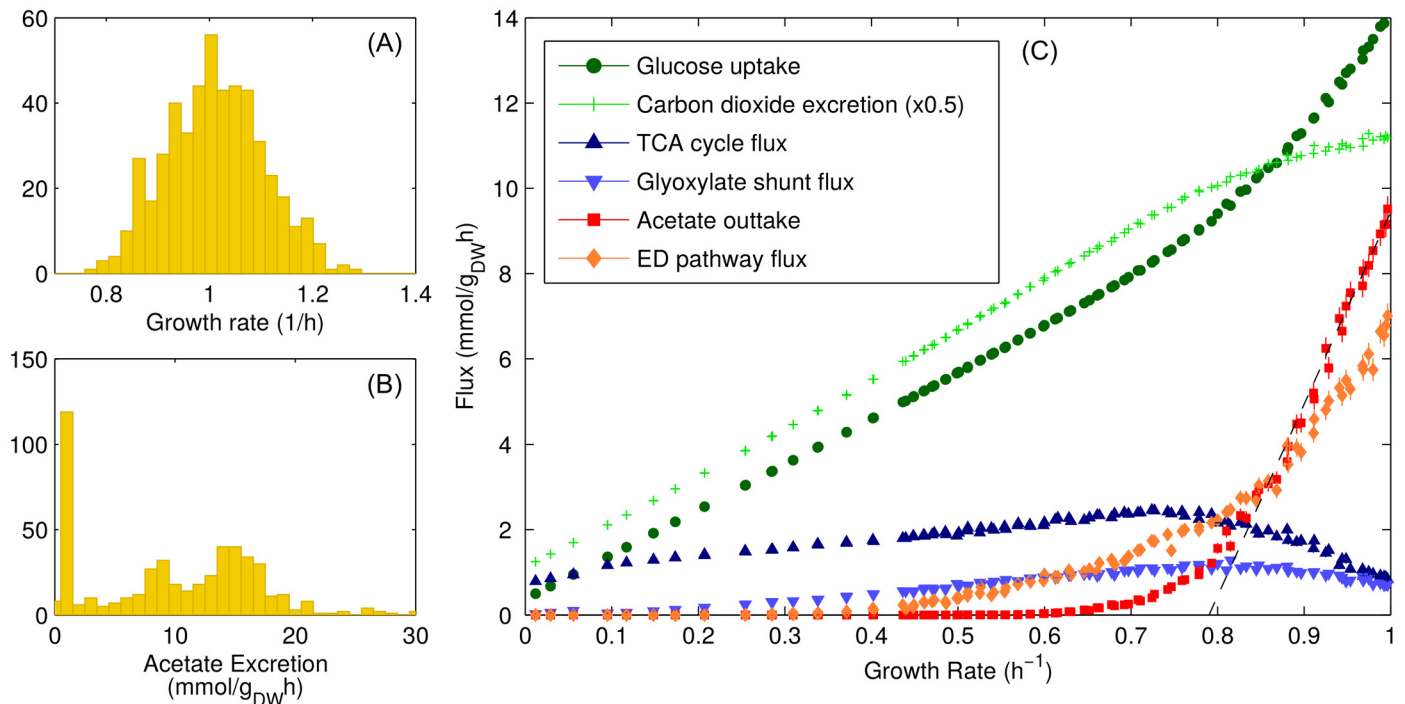 (A)
60
40
20
0
0.8 1 1.2 1.4
Growth rate (1/h)
(B)
150
100
50
0
0 10 20 30
Acetate Excretion
(mmol/g_DW h)
(C)
Flux (mmol/g_DW h)
14
12
10
8
6
4
2
0
Glucose uptake
Carbon dioxide excretion (x0.5)
TCA cycle flux
Glyoxylate shunt flux
Acetate outtake
ED pathway flux
0 0.1 0.2 0.3 0.4 0.5 0.6 0.7 0.8 0.9 1
Growth Rate (h⁻¹)